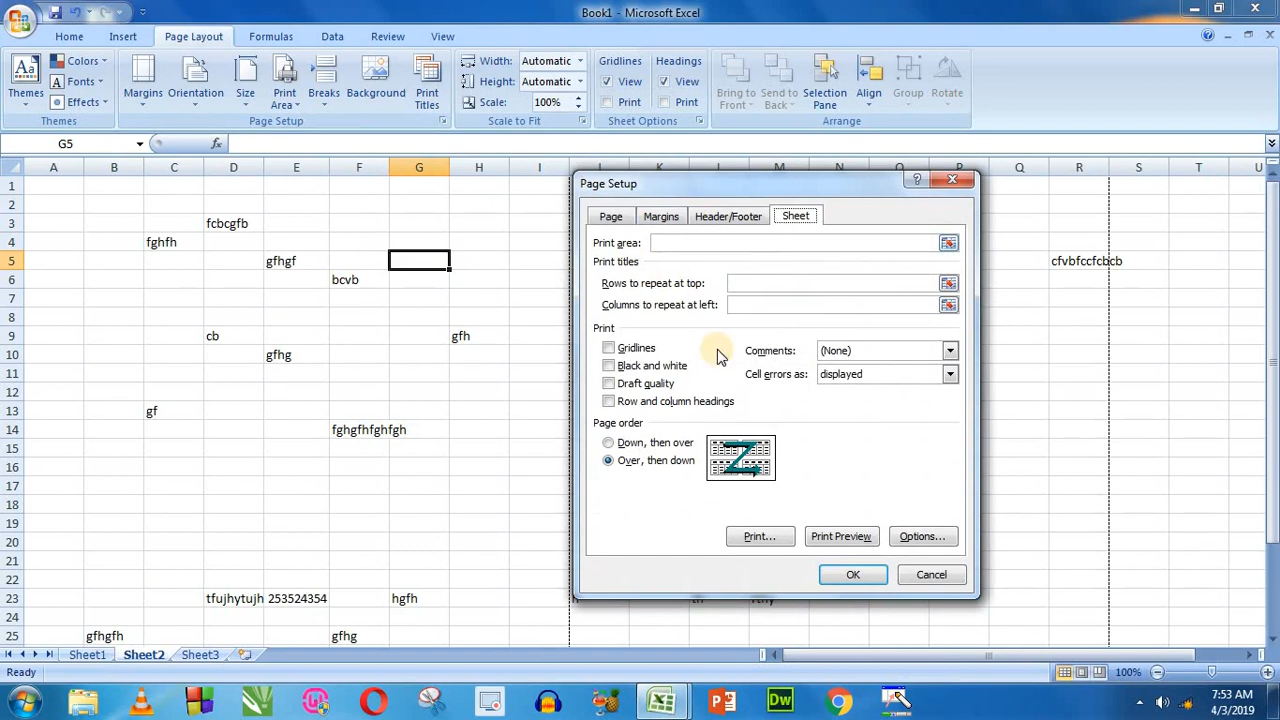 Book1 - Microsoft Excel
Home Insert Page Layout Formulas Data Review View
Colors Width: Automatic Gridlines Headings
Fonts Height: Automatic View View
Themes Effects Margins Orientation Size Print Area Breaks Background Print Titles Scale: 100% Print Print Bring to Front Send to Back Selection Pane Align Group Rotate
Themes Page Setup Scale to Fit Sheet Options Arrange
G5 fx
A B C D E F G H I J K L M N O P Q R S T U
1
2
3 fcbcgfb
4 fghfh
5 gfhgf cfvbfccfcbcb
6 bcvb
7
8
9 cb gfh
10 gfhg
11
12
13 gf
14 fghgfhfghfgh
15
16
17
18
19
20
21
22
23 tfujhytujh 253524354 hgfh
24
25 gfhgfh gfhg
Page Setup
Page Margins Header/Footer Sheet
Print area:
Print titles
Rows to repeat at top:
Columns to repeat at left:
Print
Gridlines Comments: (None)
Black and white
Draft quality Cell errors as: displayed
Row and column headings
Page order
Down, then over
Over, then down
Print... Print Preview Options...
OK Cancel
Sheet1 Sheet2 Sheet3
Ready 100%
7:53 AM
4/3/2019